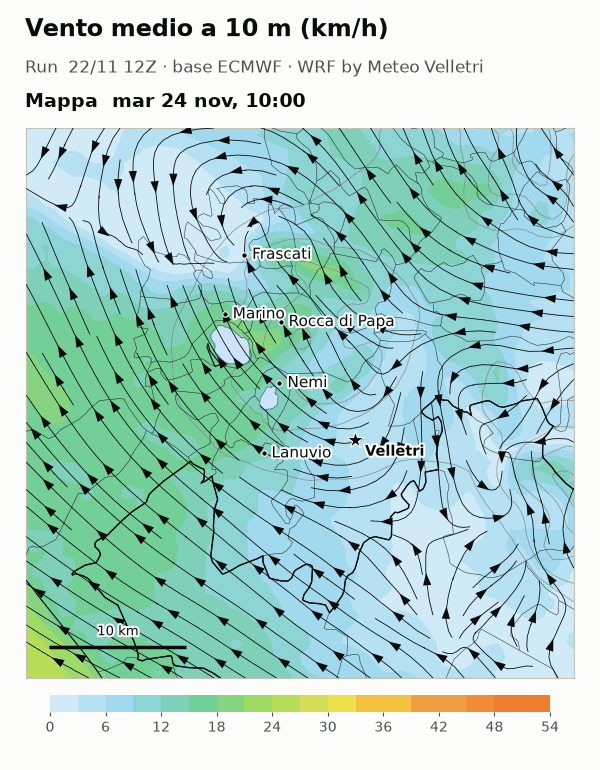 Vento medio a 10 m (km/h)
Run  22/11 12Z · base ECMWF · WRF by Meteo Velletri
Mappa  mar 24 nov, 10:00
Frascati
Marino
Rocca di Papa
Nemi
Velletri
Lanuvio
10 km
0 6 12 18 24 30 36 42 48 54